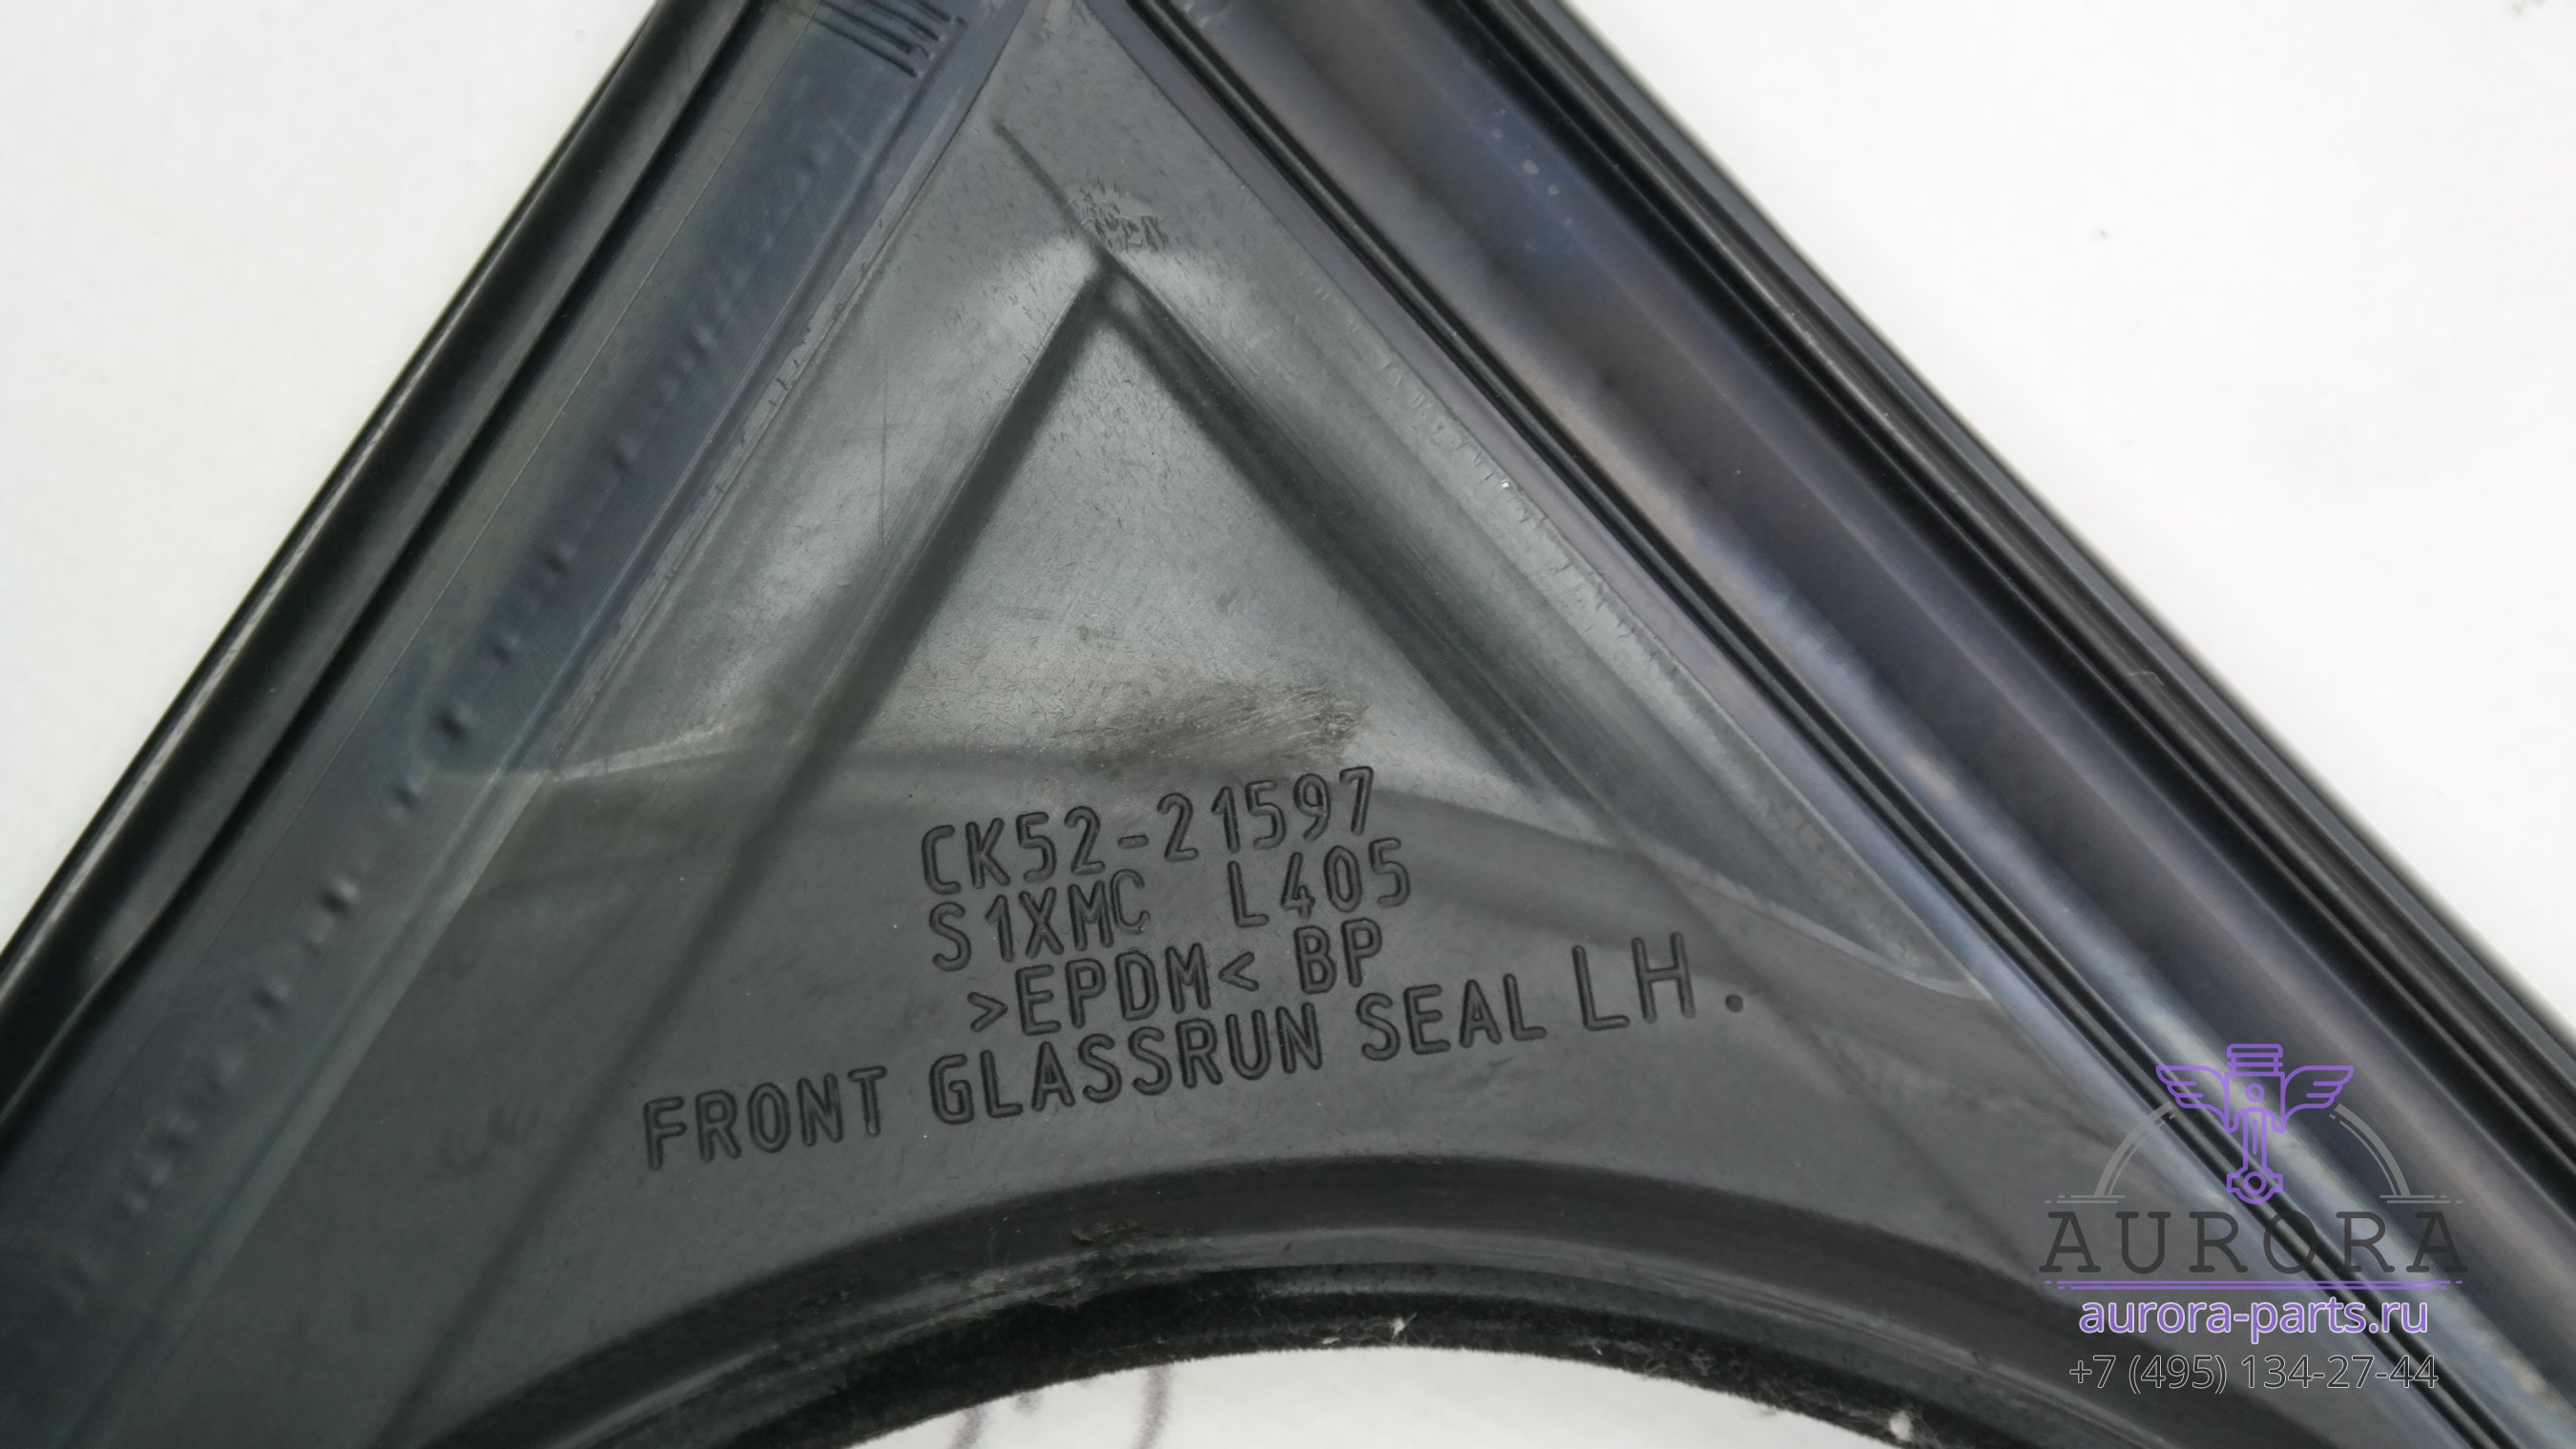 CK52-21597
S1XMC L405
>EPDM< BP
FRONT GLASSRUN SEAL LH.
AURORA
aurora-parts.ru
+7 (495) 134-27-44